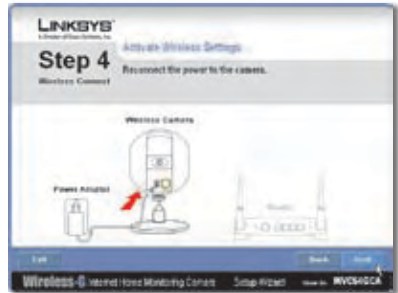 LINKSYS
A Division of Cisco Systems, Inc.
Step 4
Wireless Connect
Activate Wireless Settings
Reconnect the power to the camera.
Wireless Camera
Power Adapter
Router
Exit
Back
Next
Wireless-G Internet Home Monitoring Camera Setup Wizard WVC54GCA